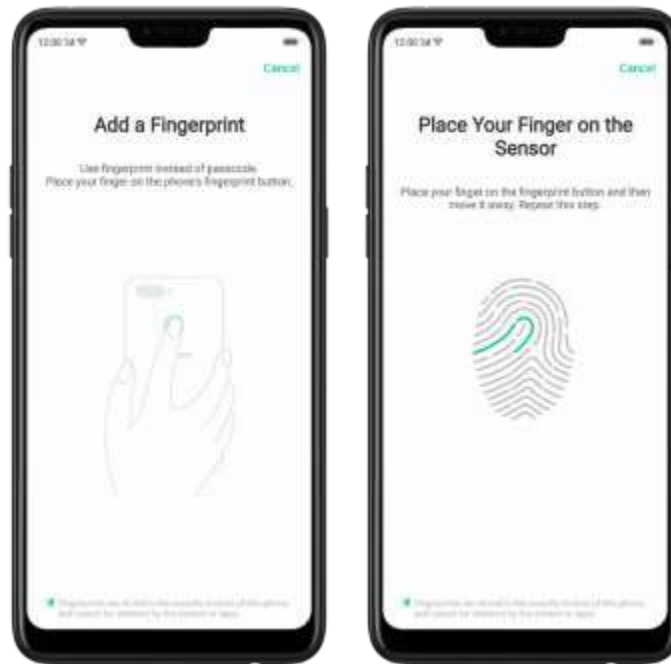 Cancel
Add a Fingerprint
Use fingerprint instead of passcode.
Place your finger on the phone's fingerprint button.
Cancel
Place Your Finger on the
Sensor
Place your finger on the fingerprint button and then
move it away. Repeat this step.